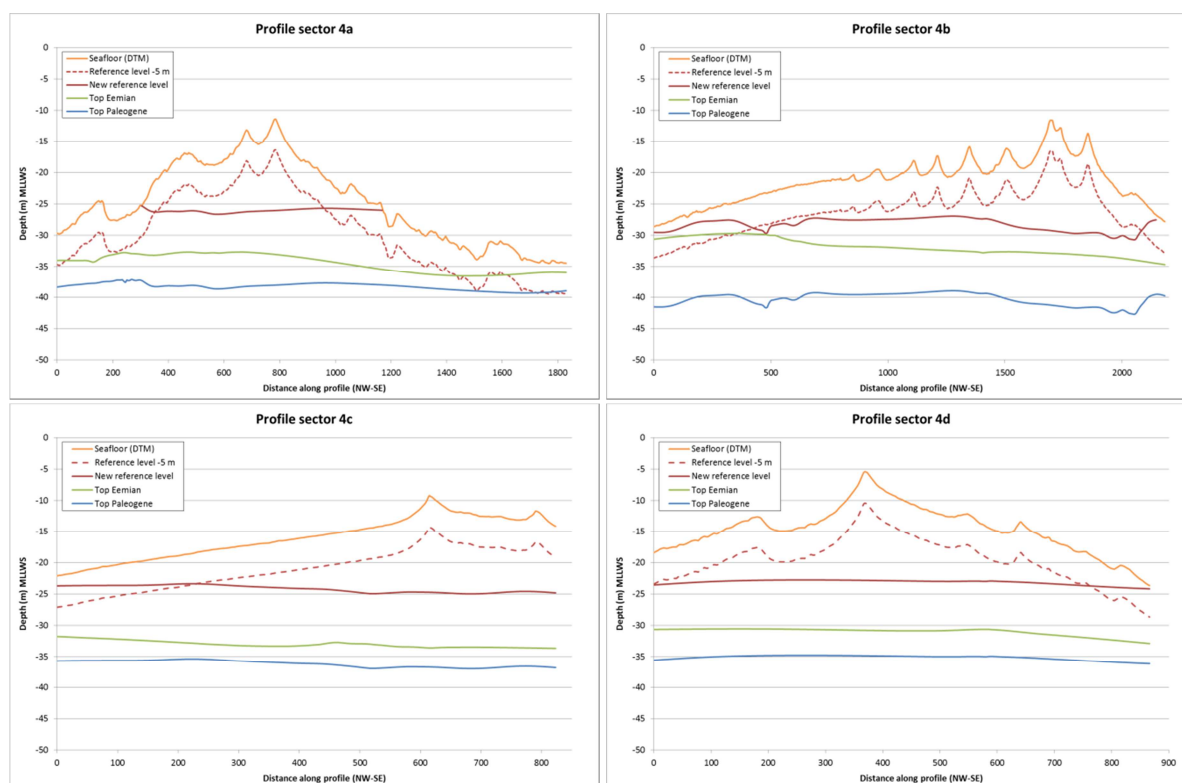 Profile sector 4a
Depth (m) MLLWS
0
-5
-10
-15
-20
-25
-30
-35
-40
-45
-50
Seafloor (DTM)
Reference level -5 m
New reference level
Top Eemian
Top Paleogene
0 200 400 600 800 1000 1200 1400 1600 1800
Distance along profile (NW-SE)
Profile sector 4b
Depth (m) MLLWS
0
-5
-10
-15
-20
-25
-30
-35
-40
-45
-50
Seafloor (DTM)
Reference level -5 m
New reference level
Top Eemian
Top Paleogene
0 500 1000 1500 2000
Distance along profile (NW-SE)
Profile sector 4c
Depth (m) MLLWS
0
-5
-10
-15
-20
-25
-30
-35
-40
-45
-50
Seafloor (DTM)
Reference level -5 m
New reference level
Top Eemian
Top Paleogene
0 200 400 600 800
Distance along profile (NW-SE)
Profile sector 4d
Depth (m) MLLWS
0
-5
-10
-15
-20
-25
-30
-35
-40
-45
-50
Seafloor (DTM)
Reference level -5 m
New reference level
Top Eemian
Top Paleogene
0 100 200 300 400 500 600 700 800 900
Distance along profile (NW-SE)